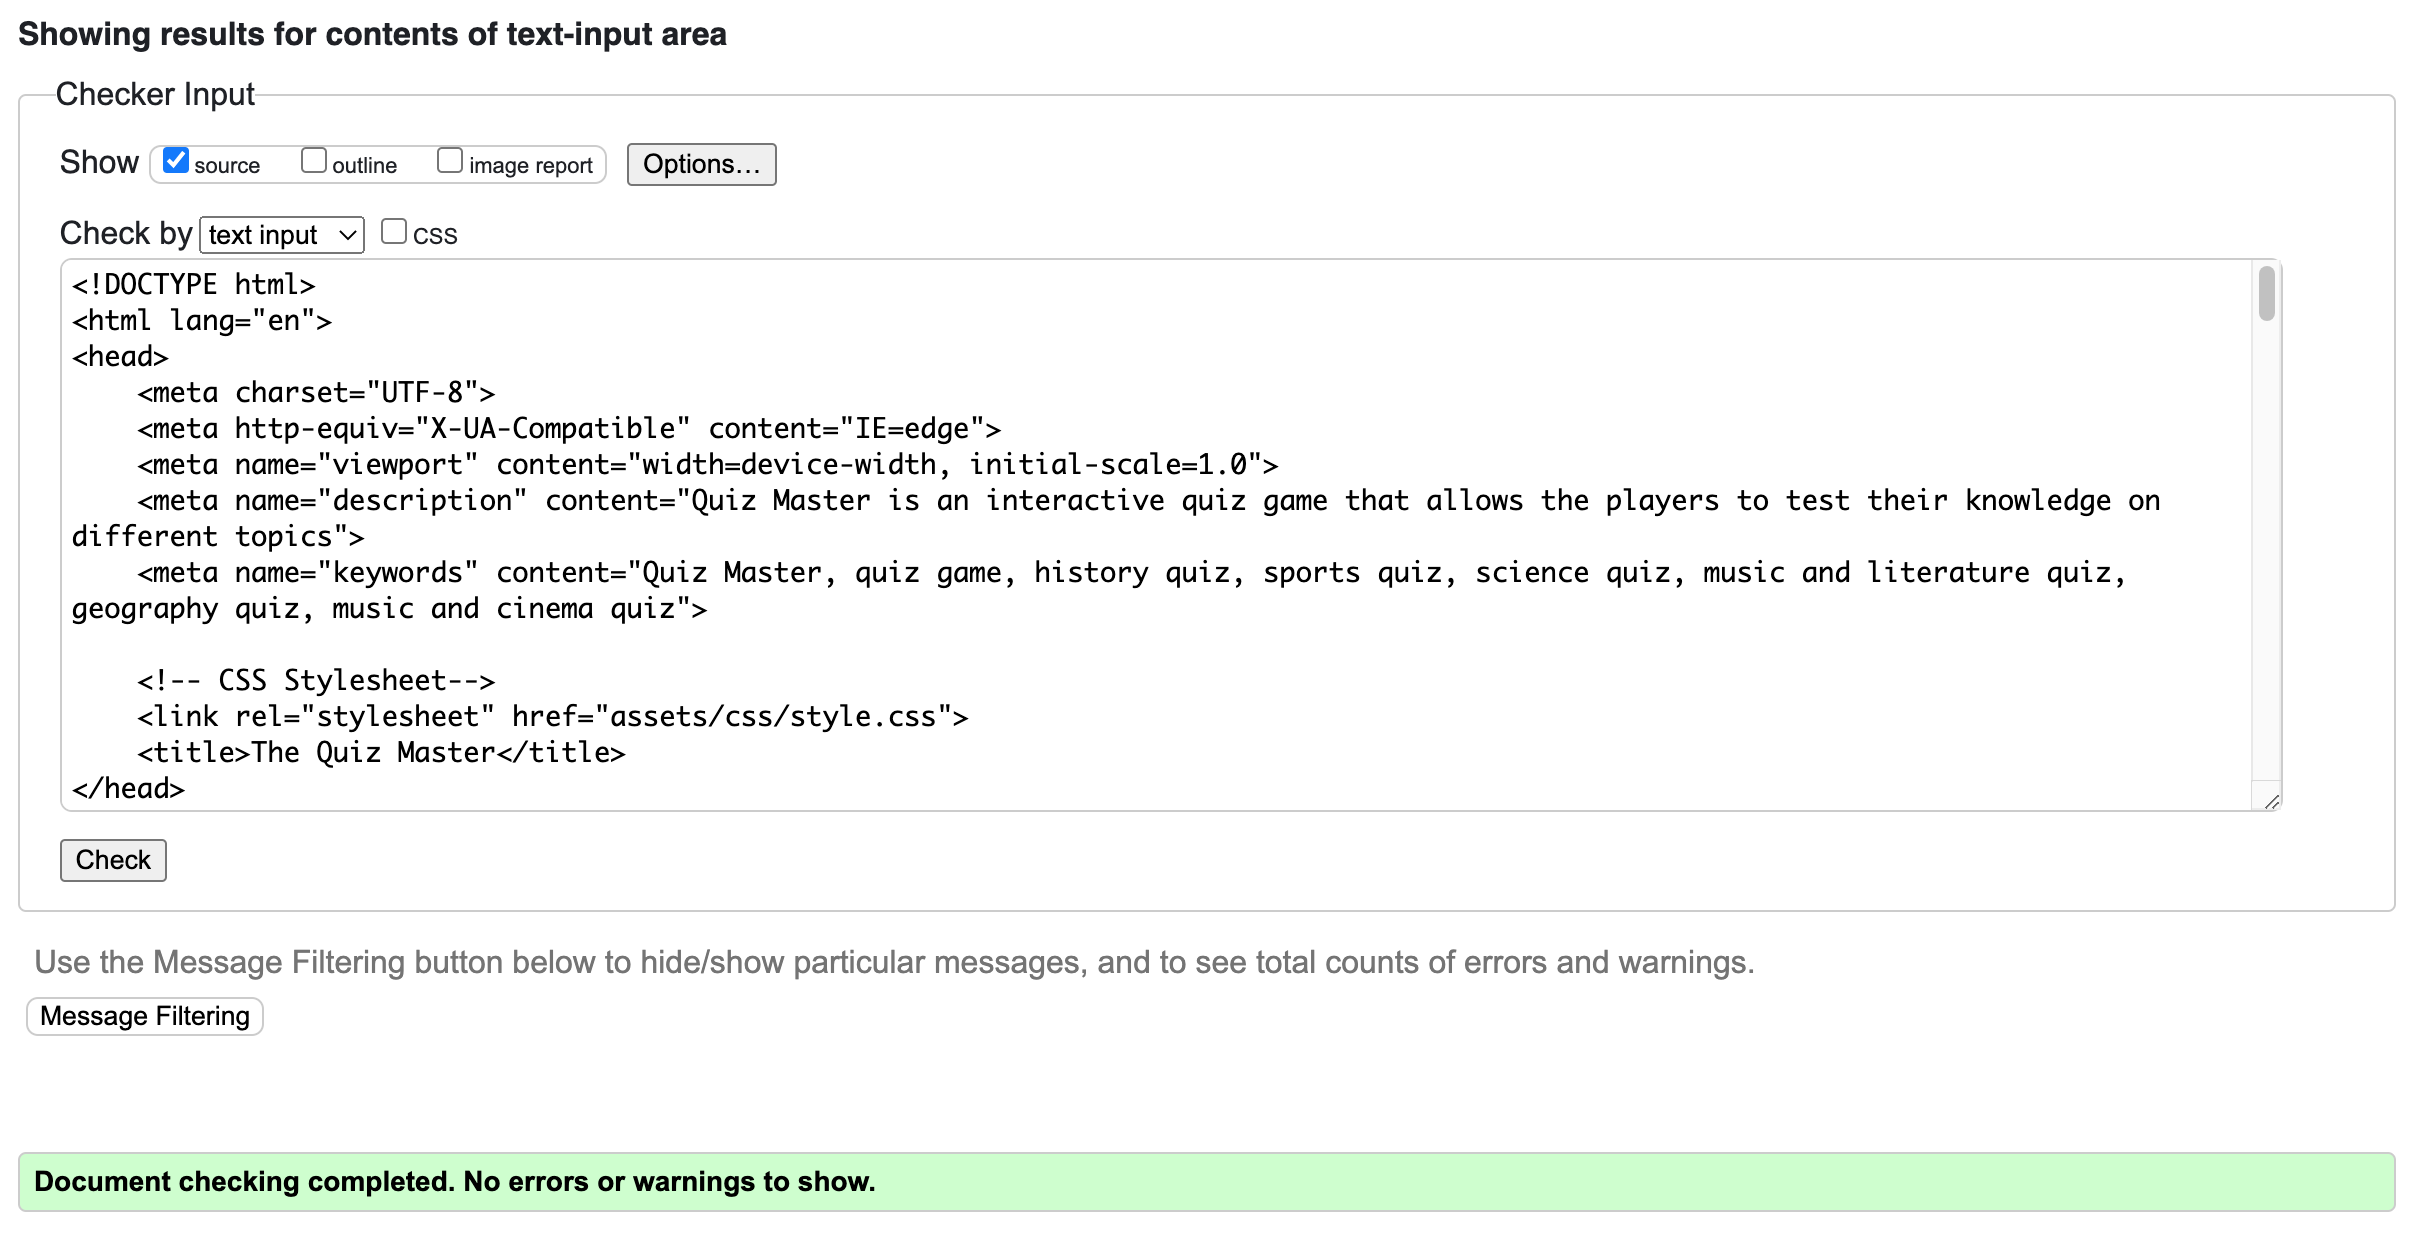 Showing results for contents of text-input area
Checker Input
Show source outline image report Options...
Check by text input css
<!DOCTYPE html>
<html lang="en">
<head>
    <meta charset="UTF-8">
    <meta http-equiv="X-UA-Compatible" content="IE=edge">
    <meta name="viewport" content="width=device-width, initial-scale=1.0">
    <meta name="description" content="Quiz Master is an interactive quiz game that allows the players to test their knowledge on
different topics">
    <meta name="keywords" content="Quiz Master, quiz game, history quiz, sports quiz, science quiz, music and literature quiz,
geography quiz, music and cinema quiz">
    <!-- CSS Stylesheet-->
    <link rel="stylesheet" href="assets/css/style.css">
    <title>The Quiz Master</title>
</head>
Check
Use the Message Filtering button below to hide/show particular messages, and to see total counts of errors and warnings.
Message Filtering
Document checking completed. No errors or warnings to show.